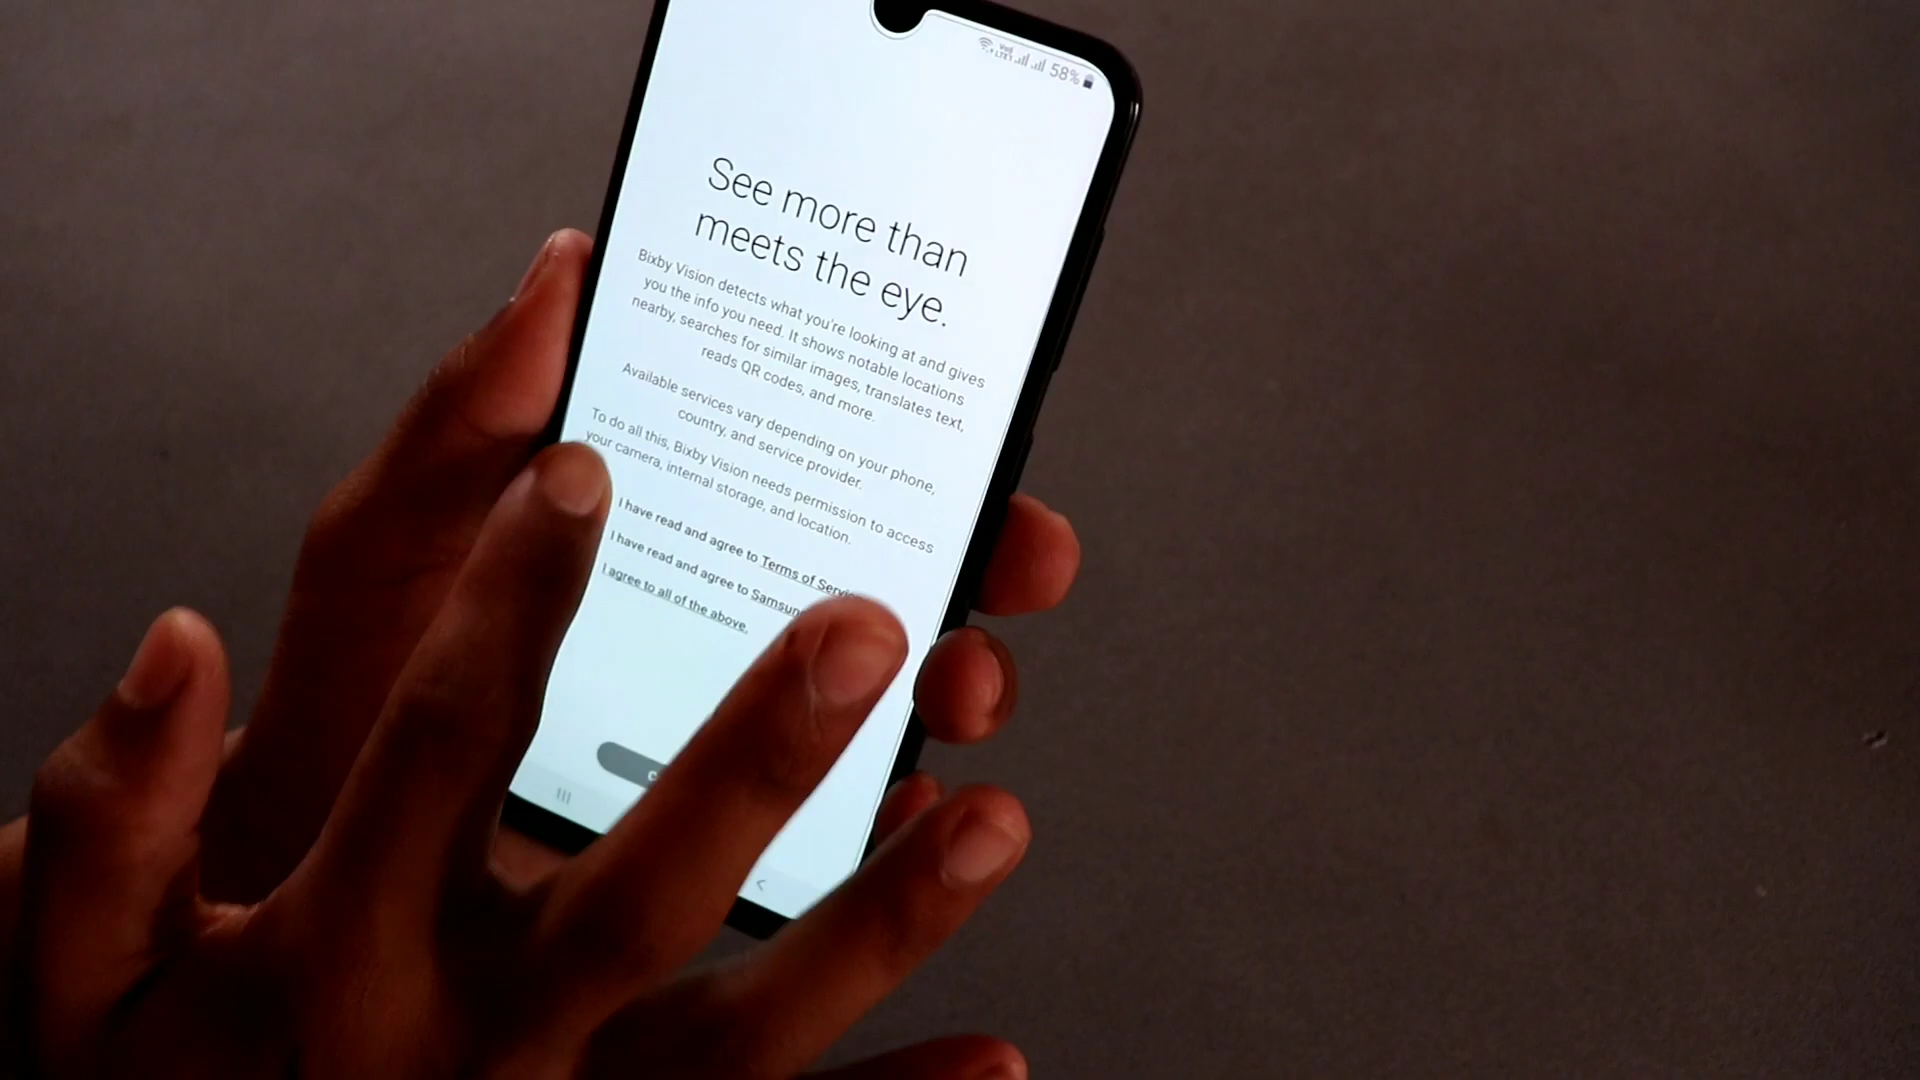 58%
See more than
meets the eye.
Bixby Vision detects what you're looking at and gives
you the info you need. It shows notable locations
nearby, searches for similar images, translates text,
reads QR codes, and more.
Available services vary depending on your phone,
country, and service provider.
To do all this, Bixby Vision needs permission to access
your camera, internal storage, and location.
I have read and agree to Terms of Service
I have read and agree to Samsung
I agree to all of the above.